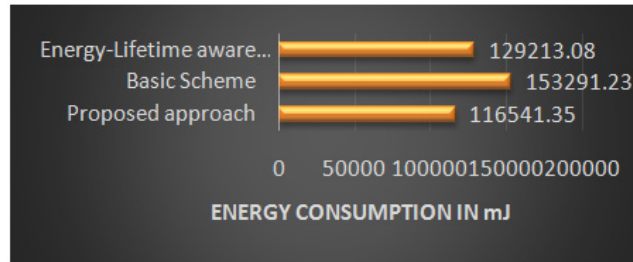 Energy-Lifetime aware... 129213.08
Basic Scheme 153291.23
Proposed approach 116541.35
0 50000 100000150000200000
ENERGY CONSUMPTION IN mJ